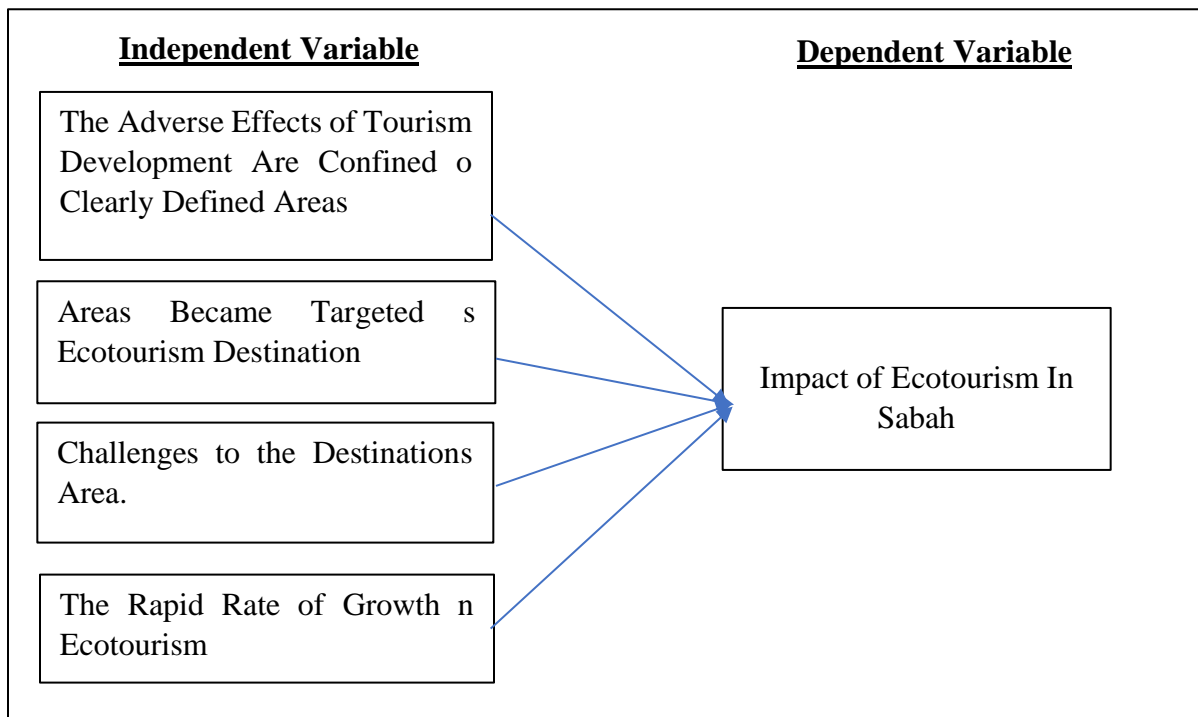 Independent Variable
Dependent Variable
The Adverse Effects of Tourism
Development Are Confined o
Clearly Defined Areas
Areas Became Targeted s
Ecotourism Destination
Challenges to the Destinations
Area.
The Rapid Rate of Growth n
Ecotourism
Impact of Ecotourism In
Sabah